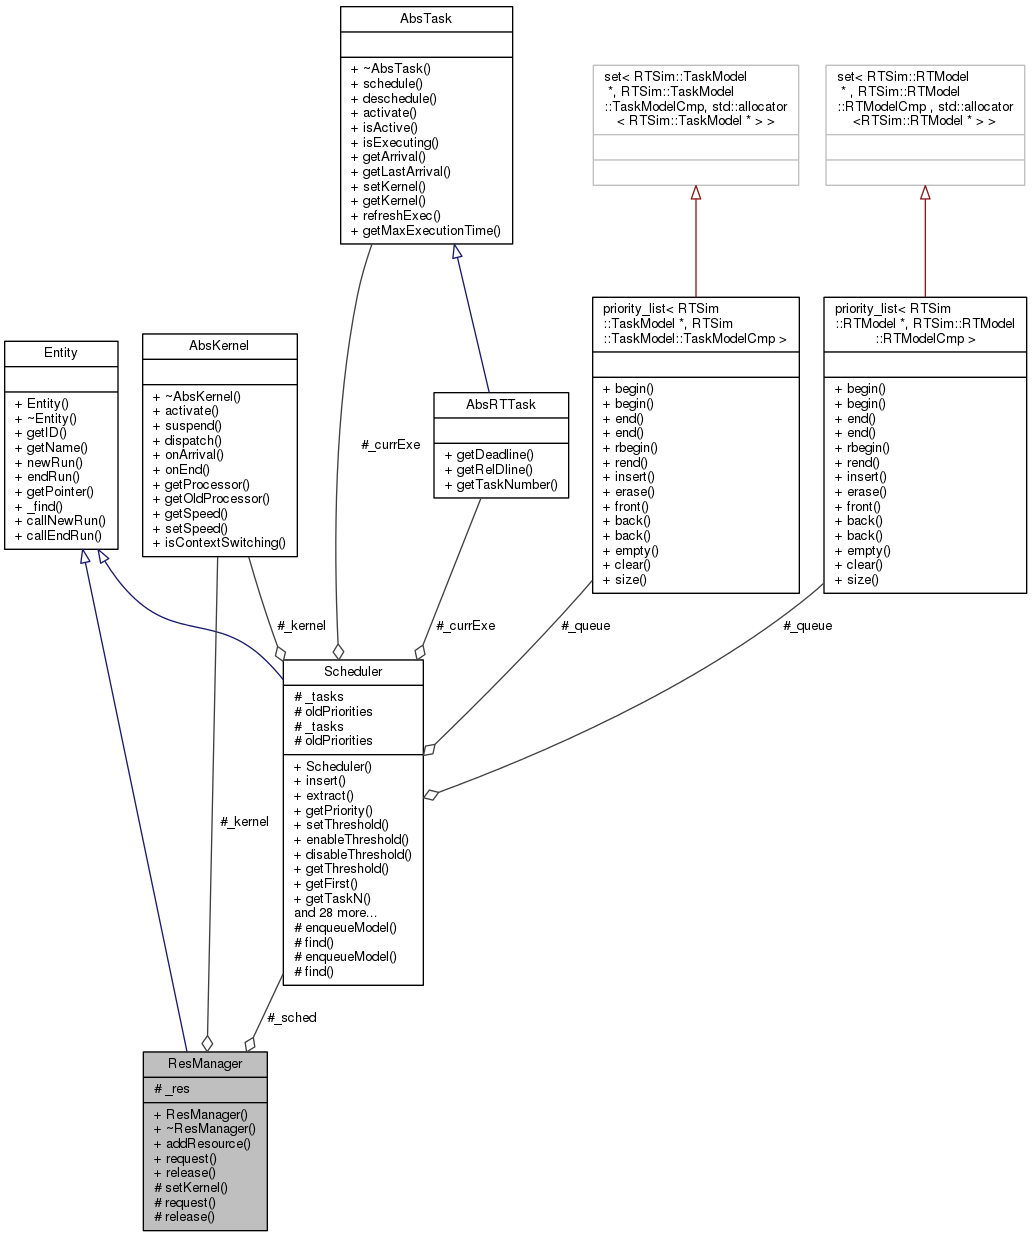 AbsTask
+ ~AbsTask()
+ schedule()
+ deschedule()
+ activate()
+ isActive()
+ isExecuting()
+ getArrival()
+ getLastArrival()
+ setKernel()
+ getKernel()
+ refreshExec()
+ getMaxExecutionTime()
set< RTSim::TaskModel
*, RTSim::TaskModel
::TaskModelCmp, std::allocator
< RTSim::TaskModel * > >
set< RTSim::RTModel
* , RTSim::RTModel
::RTModelCmp , std::allocator
<RTSim::RTModel * > >
Entity
+ Entity()
+ ~Entity()
+ getID()
+ getName()
+ newRun()
+ endRun()
+ getPointer()
+ _find()
+ callNewRun()
+ callEndRun()
AbsKernel
+ ~AbsKernel()
+ activate()
+ suspend()
+ dispatch()
+ onArrival()
+ onEnd()
+ getProcessor()
+ getOldProcessor()
+ getSpeed()
+ setSpeed()
+ isContextSwitching()
#_currExe
AbsRTTask
+ getDeadline()
+ getRelDline()
+ getTaskNumber()
priority_list< RTSim
::TaskModel *, RTSim
::TaskModel::TaskModelCmp >
+ begin()
+ begin()
+ end()
+ end()
+ rbegin()
+ rend()
+ insert()
+ erase()
+ front()
+ back()
+ back()
+ empty()
+ clear()
+ size()
priority_list< RTSim
::RTModel *, RTSim::RTModel
::RTModelCmp >
+ begin()
+ begin()
+ end()
+ end()
+ rbegin()
+ rend()
+ insert()
+ erase()
+ front()
+ back()
+ back()
+ empty()
+ clear()
+ size()
#_kernel
#_currExe
#_queue
#_queue
Scheduler
# _tasks
# oldPriorities
# _tasks
# oldPriorities
+ Scheduler()
+ insert()
+ extract()
+ getPriority()
+ setThreshold()
+ enableThreshold()
+ disableThreshold()
+ getThreshold()
+ getFirst()
+ getTaskN()
and 28 more...
# enqueueModel()
# find()
# enqueueModel()
# find()
#_kernel
#_sched
ResManager
# _res
+ ResManager()
+ ~ResManager()
+ addResource()
+ request()
+ release()
# setKernel()
# request()
# release()